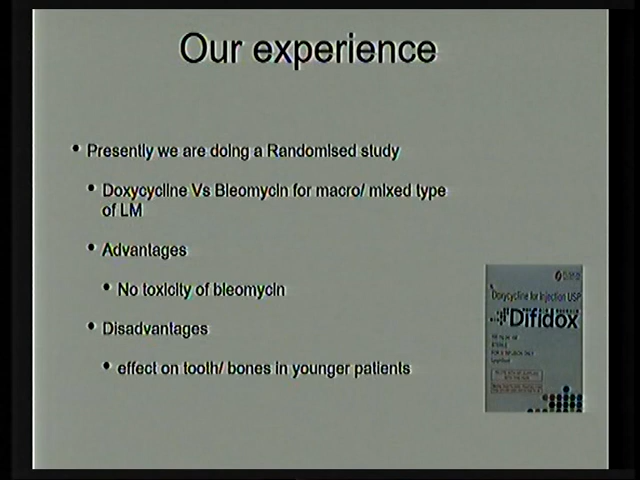 Our experience
Presently we are doing a Randomised study
Doxycycline Vs Bleomycin for macro/ mixed type
of LM
Advantages
No toxicity of bleomycin
Disadvantages
effect on tooth/ bones in younger patients
Doxycycline for Injection USP
Difidox